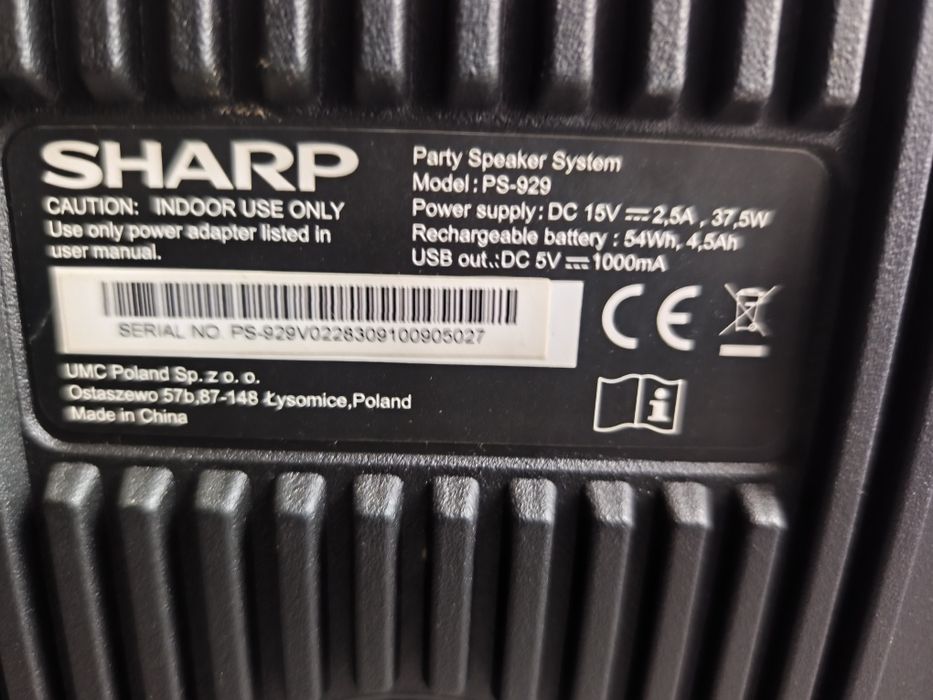 SHARP
CAUTION: INDOOR USE ONLY
Use only power adapter listed in
user manual.
Party Speaker System
Model : PS-929
Power supply : DC 15V ⎓ 2,5A , 37,5W
Rechargeable battery : 54Wh, 4,5Ah
USB out.:DC 5V ⎓ 1000mA
SERIAL NO. PS-929V0228309100905027
CE
UMC Poland Sp. z o. o.
Ostaszewo 57b,87-148 Łysomice,Poland
Made in China
i